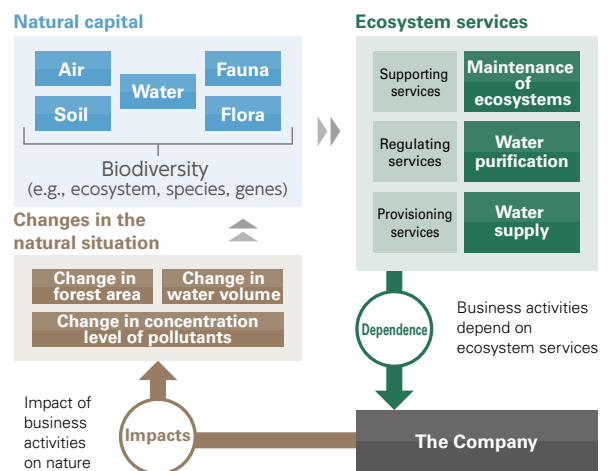 Natural capital
Air
Fauna
Water
Soil
Flora
Biodiversity
(e.g., ecosystem, species, genes)
Changes in the
natural situation
Change in
forest area
Change in
water volume
Change in concentration
level of pollutants
Impact of
business
activities
on nature
Impacts
Ecosystem services
Supporting
services
Maintenance
of
ecosystems
Regulating
services
Water
purification
Provisioning
services
Water
supply
Dependence
Business activities
depend on
ecosystem services
The Company